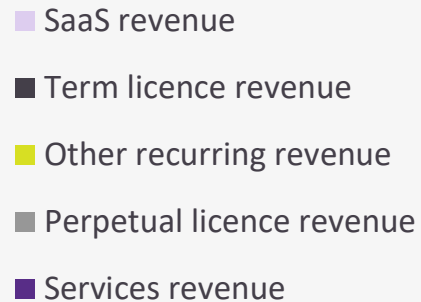 SaaS revenue
Term licence revenue
Other recurring revenue
Perpetual licence revenue
Services revenue